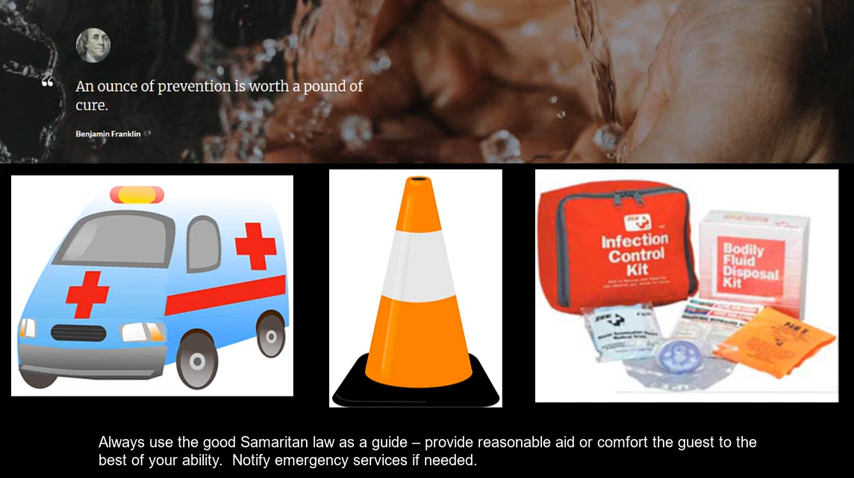 “
An ounce of prevention is worth a pound of
cure.
Benjamin Franklin
Infection
Control
Kit
Bodily
Fluid
Disposal
Kit
Always use the good Samaritan law as a guide – provide reasonable aid or comfort the guest to the
best of your ability.  Notify emergency services if needed.